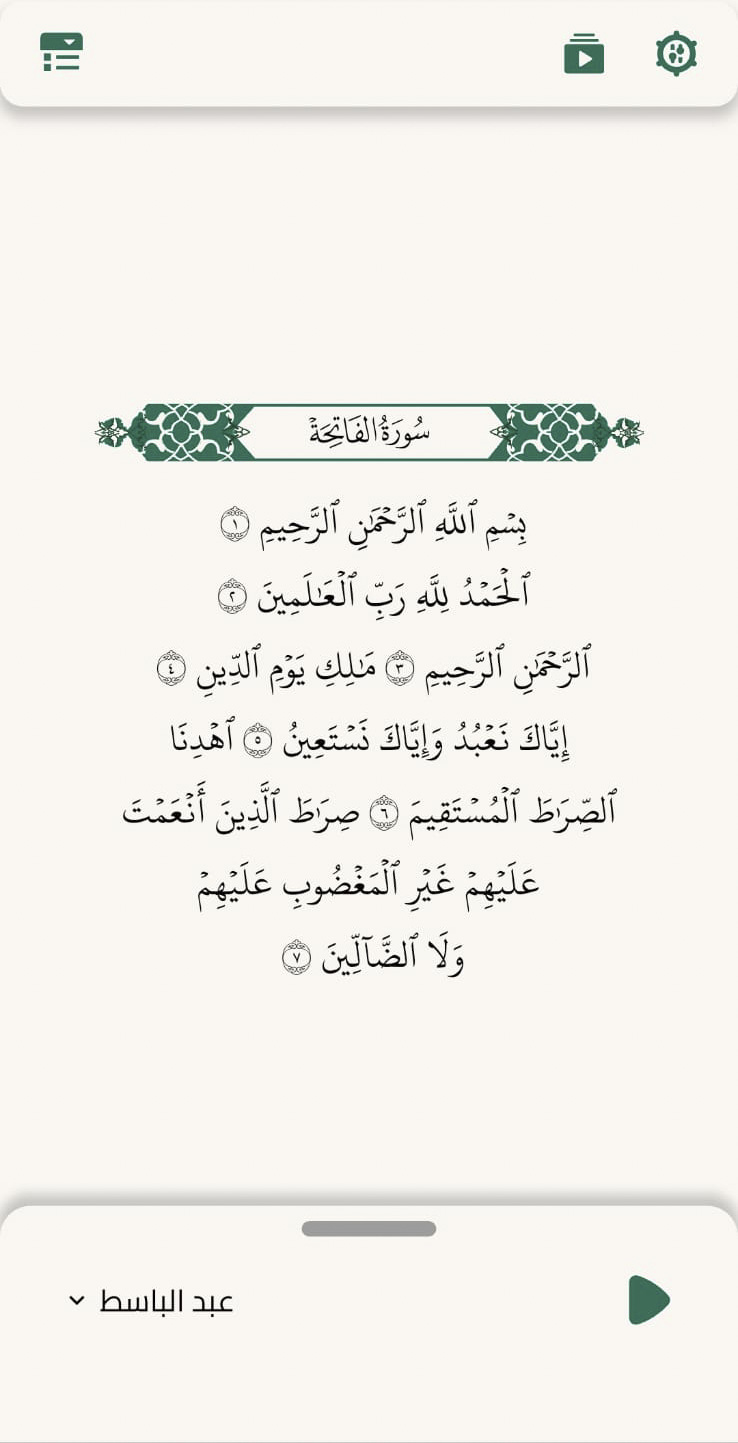 سُورَةُ الفَاتِحَةِ
بِسۡمِ ٱللَّهِ ٱلرَّحۡمَٰنِ ٱلرَّحِيمِ ١
ٱلۡحَمۡدُ لِلَّهِ رَبِّ ٱلۡعَٰلَمِينَ ٢
ٱلرَّحۡمَٰنِ ٱلرَّحِيمِ ٣ مَٰلِكِ يَوۡمِ ٱلدِّينِ ٤
إِيَّاكَ نَعۡبُدُ وَإِيَّاكَ نَسۡتَعِينُ ٥ ٱهۡدِنَا
ٱلصِّرَٰطَ ٱلۡمُسۡتَقِيمَ ٦ صِرَٰطَ ٱلَّذِينَ أَنۡعَمۡتَ
عَلَيۡهِمۡ غَيۡرِ ٱلۡمَغۡضُوبِ عَلَيۡهِمۡ
وَلَا ٱلضَّآلِّينَ ٧
عبد الباسط